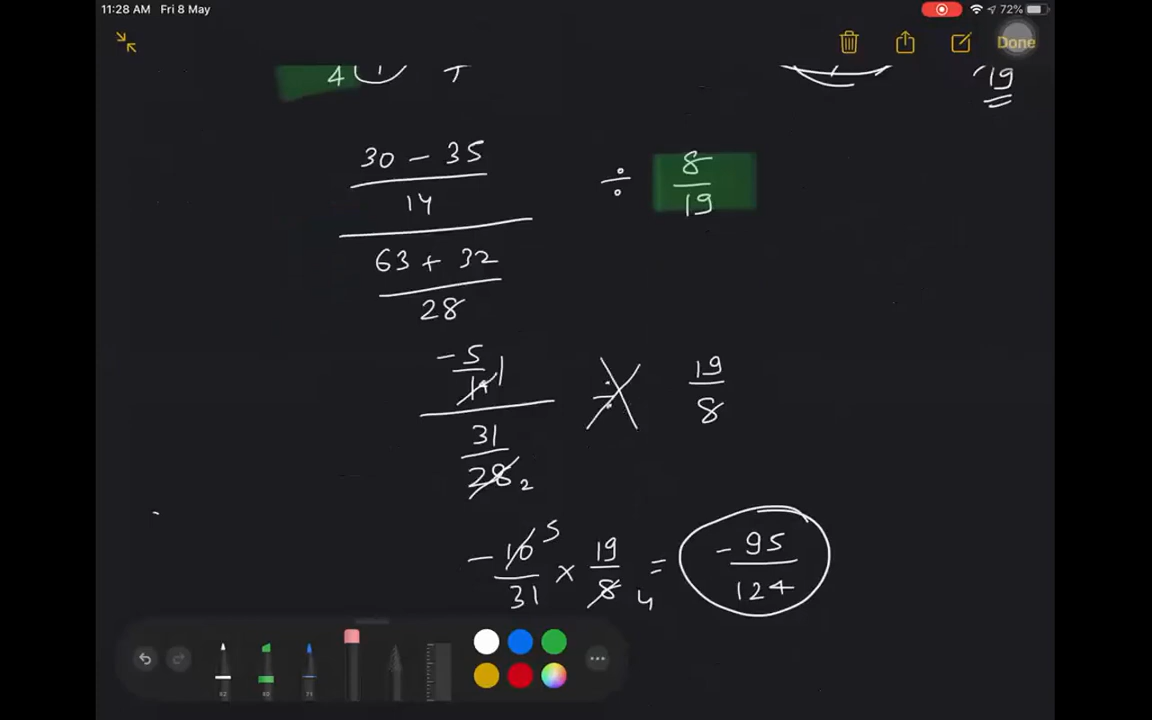 11:28 AM Fri 8 May 72%
Done
4
19
30 - 35
14
÷ 8
19
63 + 32
28
-5
14 1
÷ × 19
8
31
28 2
- 10 5 × 19 = - 95
31 8 4 124